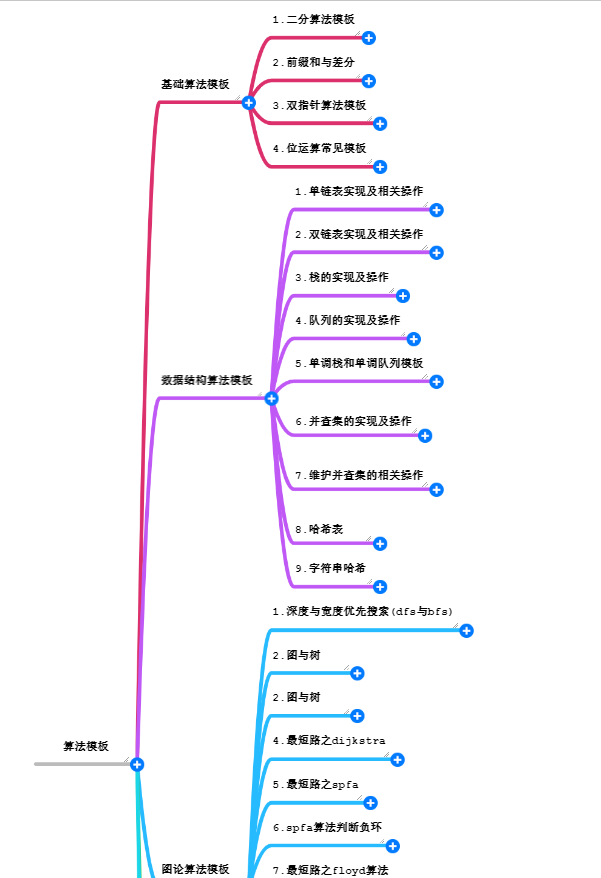 1.二分算法模板
2.前缀和与差分
基础算法模板
3.双指针算法模板
4.位运算常见模板
1.单链表实现及相关操作
2.双链表实现及相关操作
3.栈的实现及操作
4.队列的实现及操作
5.单调栈和单调队列模板
数据结构算法模板
6.并查集的实现及操作
7.维护并查集的相关操作
8.哈希表
9.字符串哈希
1.深度与宽度优先搜索(dfs与bfs)
2.图与树
2.图与树
4.最短路之dijkstra
算法模板
5.最短路之spfa
6.spfa算法判断负环
图论算法模板
7.最短路之floyd算法